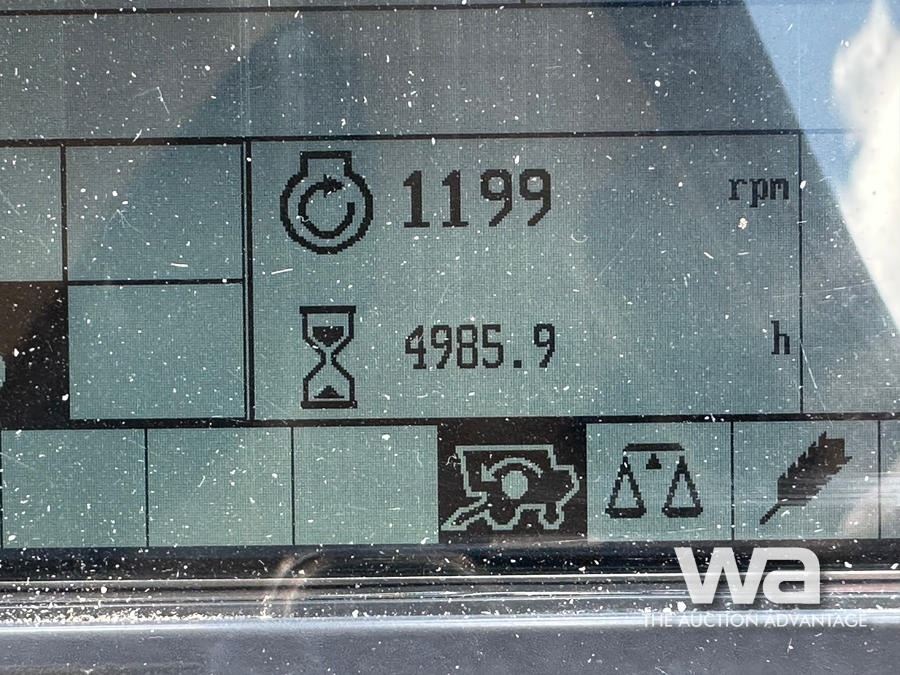 1199 rpm
4985.9 h
wa
THE AUCTION ADVANTAGE